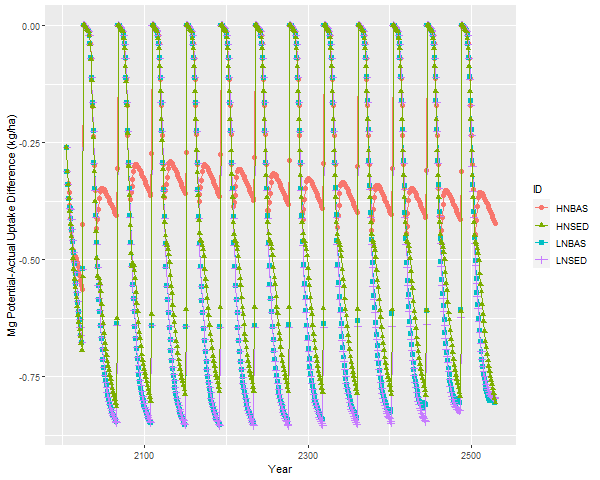 0.00
-0.25
-0.50
-0.75
Mg Potential-Actual Uptake Difference (kg/ha)
2100
2300
2500
Year
ID
HNBAS
HNSED
LNBAS
LNSED